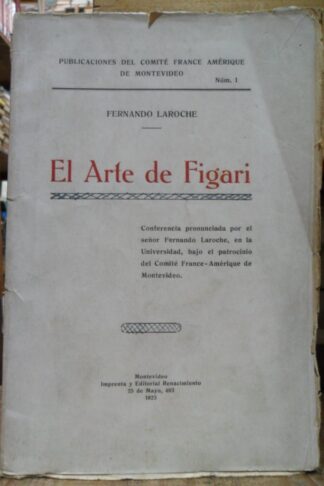 PUBLICACIONES DEL COMITÉ FRANCE AMÉRIQUE
DE MONTEVIDEO
Núm. 1
FERNANDO LAROCHE
El Arte de Figari
Conferencia pronunciada por el
señor Fernando Laroche, en la
Universidad, bajo el patrocinio
del Comité France-Amérique de
Montevideo.
Montevideo
Imprenta y Editorial Renacimiento
25 de Mayo, 483
1923